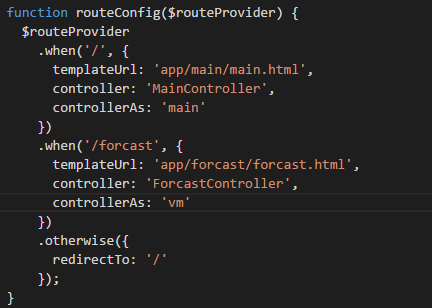 function routeConfig($routeProvider) {
  $routeProvider
    .when('/', {
      templateUrl: 'app/main/main.html',
      controller: 'MainController',
      controllerAs: 'main'
    })
    .when('/forcast', {
      templateUrl: 'app/forcast/forcast.html',
      controller: 'ForcastController',
      controllerAs: 'vm'
    })
    .otherwise({
      redirectTo: '/'
    });
}